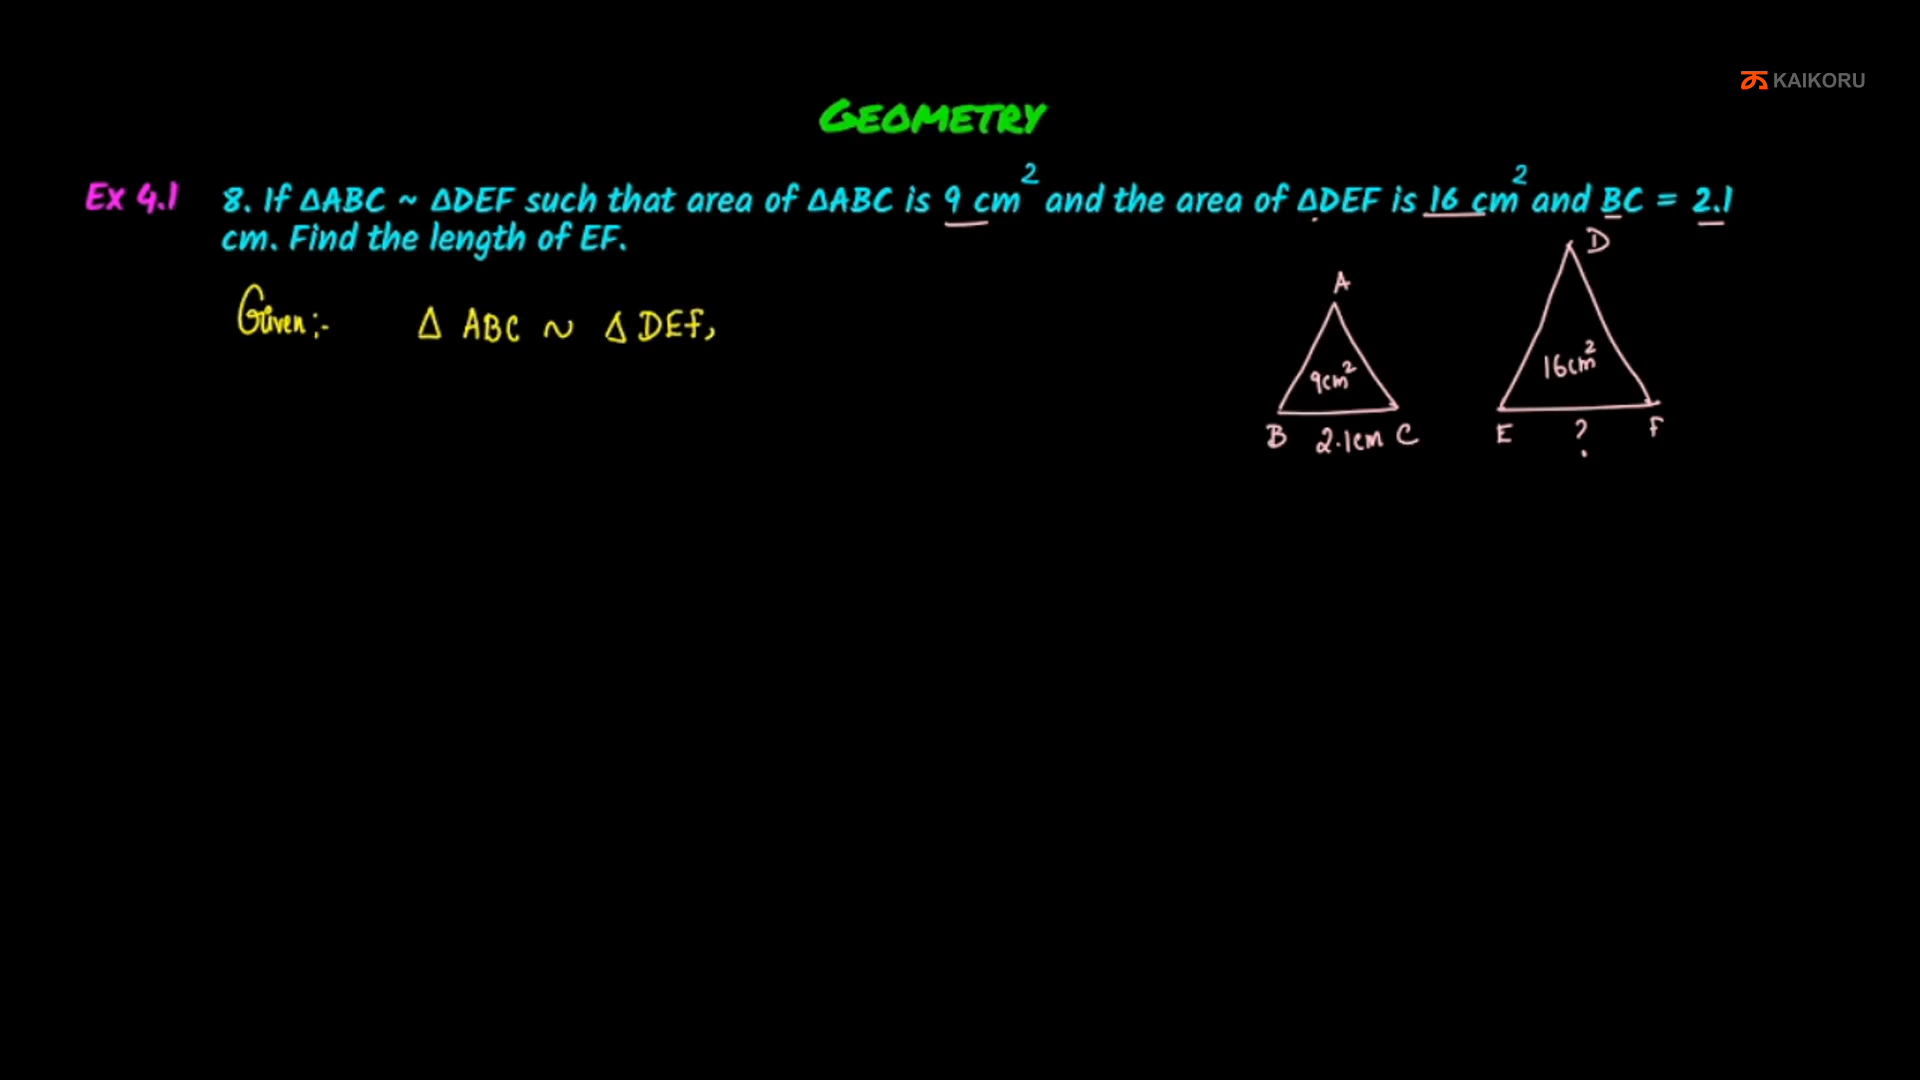 KAIKORU
GEOMETRY
Ex 4.1 8. If ΔABC ~ ΔDEF such that area of ΔABC is 9 cm² and the area of ΔDEF is 16 cm² and BC = 2.1
cm. Find the length of EF.
Given:- Δ ABC ~ Δ DEF,
A
D
9cm²
16cm²
B 2.1cm C
E ? F